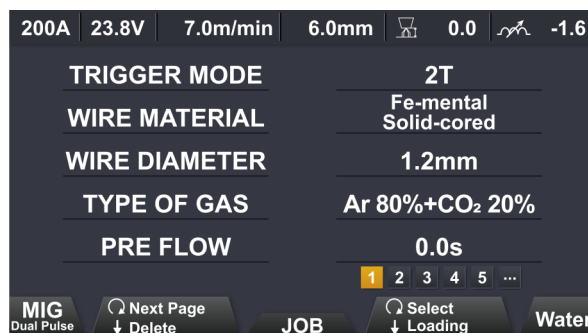 200A 23.8V 7.0m/min 6.0mm 0.0 -1.6
TRIGGER MODE 2T
WIRE MATERIAL Fe-mental
Solid-cored
WIRE DIAMETER 1.2mm
TYPE OF GAS Ar 80%+CO₂ 20%
PRE FLOW 0.0s
1 2 3 4 5 ...
MIG
Dual Pulse
Next Page
↓ Delete
JOB
Select
↓ Loading
Water